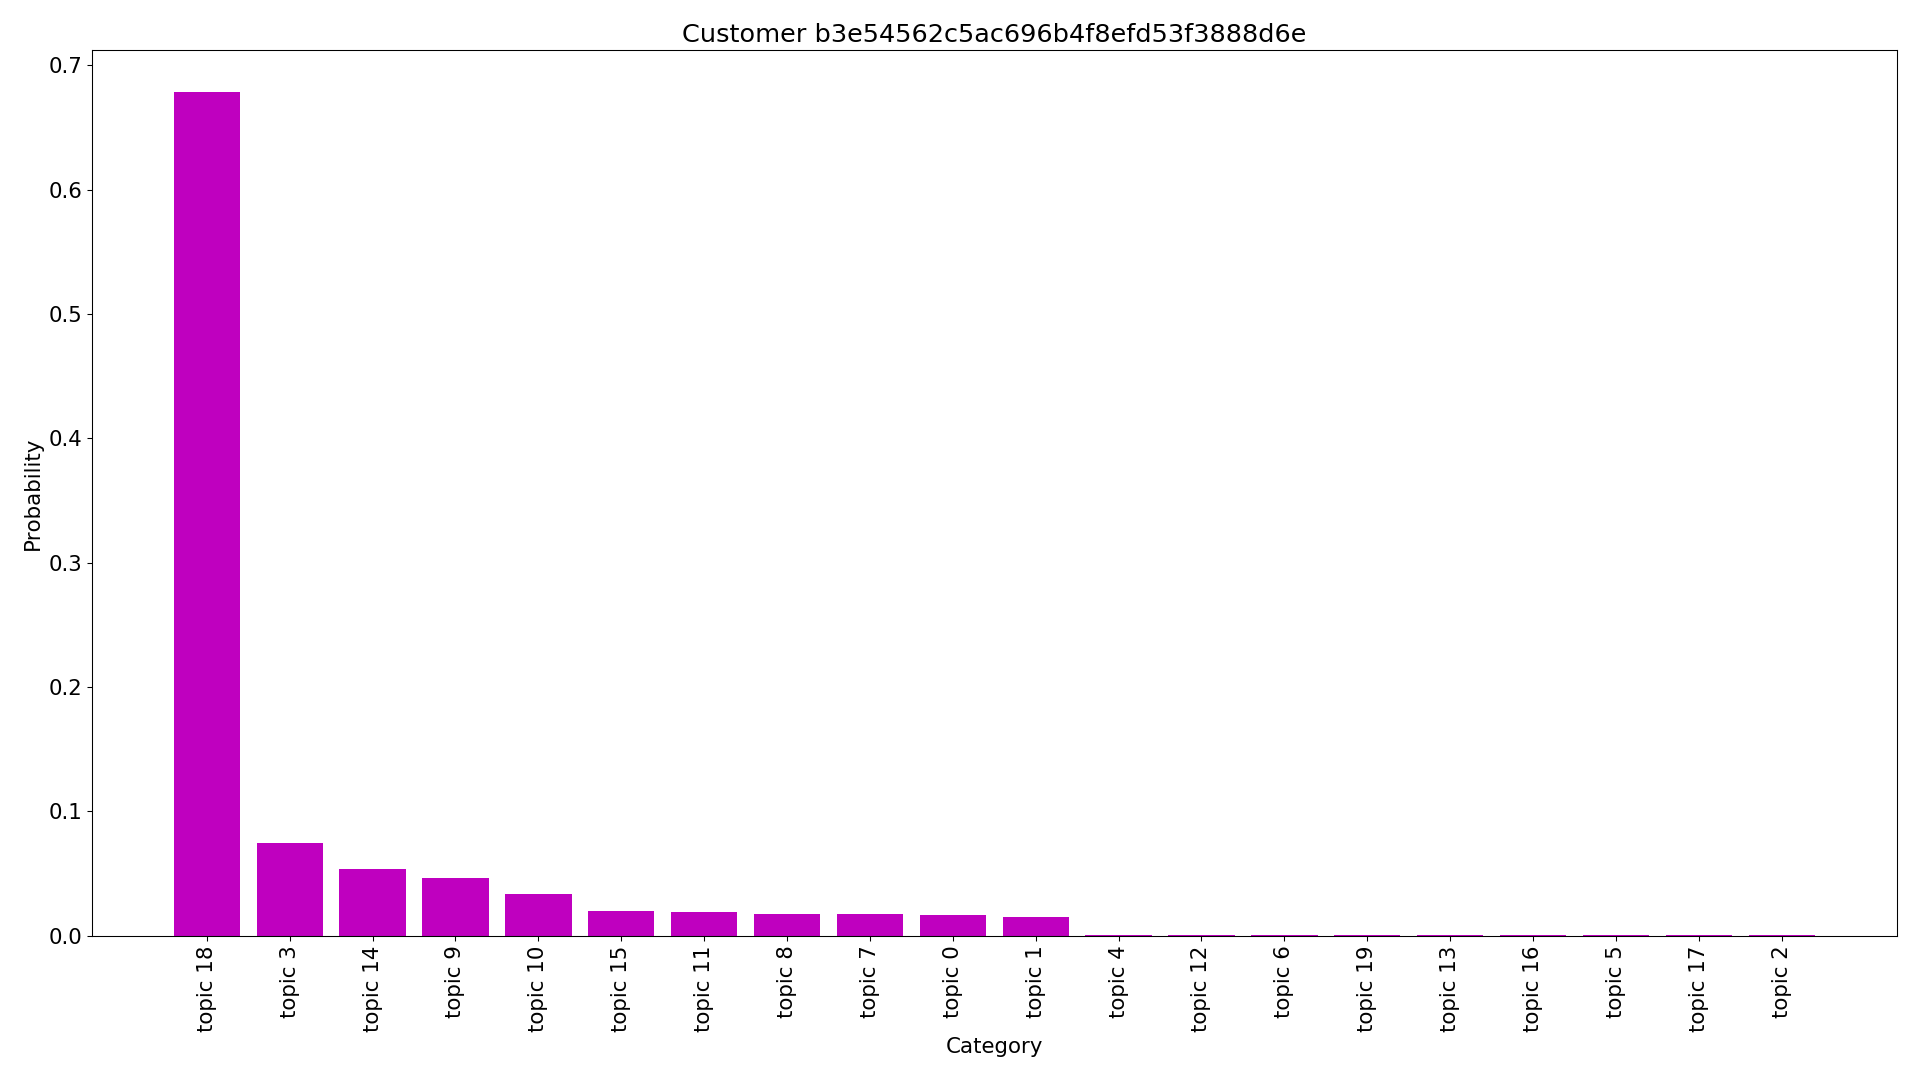 Customer b3e54562c5ac696b4f8efd53f3888d6e
0.7
0.6
0.5
0.4
0.3
0.2
0.1
0.0
Probability
topic 18
topic 3
topic 14
topic 9
topic 10
topic 15
topic 11
topic 8
topic 7
topic 0
topic 1
topic 4
topic 12
topic 6
topic 19
topic 13
topic 16
topic 5
topic 17
topic 2
Category